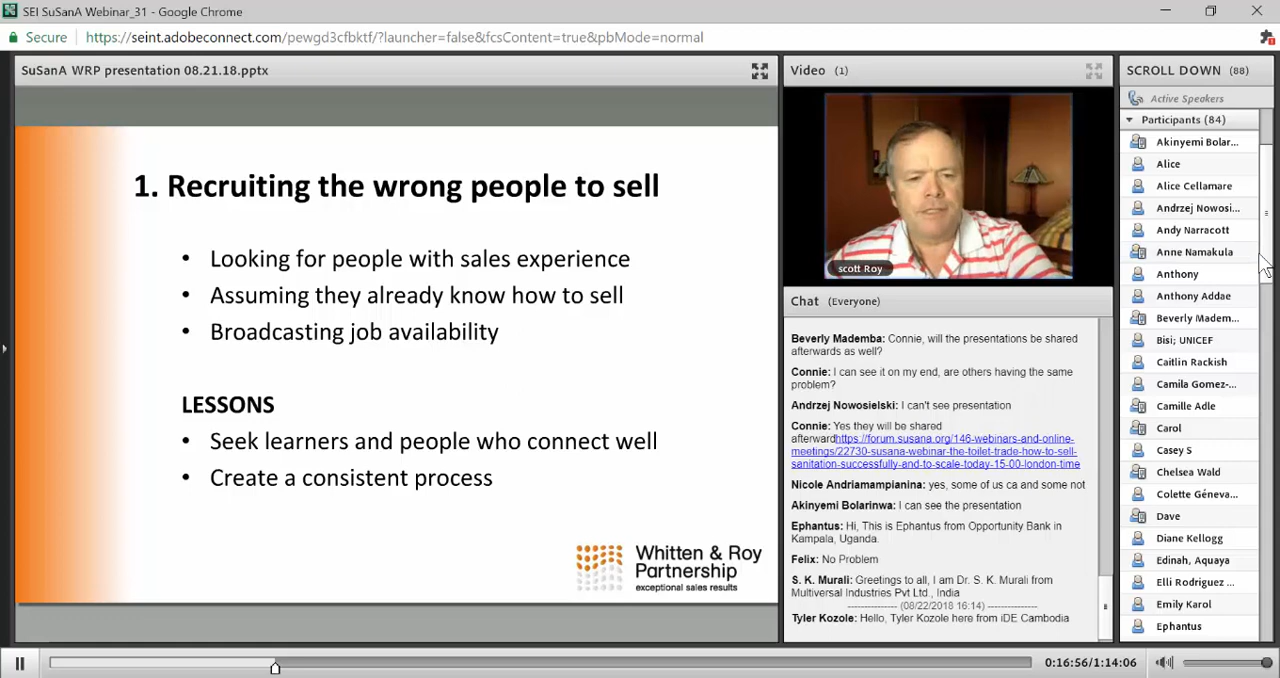 SEI SuSanA Webinar_31 - Google Chrome
Secure
https://seint.adobeconnect.com/pewgd3cfbktf/?launcher=false&fcsContent=true&pbMode=normal
SuSanA WRP presentation 08.21.18.pptx
1. Recruiting the wrong people to sell
• Looking for people with sales experience
• Assuming they already know how to sell
• Broadcasting job availability
LESSONS
• Seek learners and people who connect well
• Create a consistent process
Whitten & Roy
Partnership
exceptional sales results
Video (1)
scott Roy
Chat (Everyone)
Beverly Mademba: Connie, will the presentations be shared
afterwards as well?
Connie: I can see it on my end, are others having the same
problem?
Andrzej Nowosielski: I can't see presentation
Connie: Yes they will be shared
afterwardhttps://forum.susana.org/146-webinars-and-online-
meetings/22730-susana-webinar-the-toilet-trade-how-to-sell-
sanitation-successfully-and-to-scale-today-15-00-london-time
Nicole Andriamampianina: yes, some of us ca and some not
Akinyemi Bolarinwa: I can see the presentation
Ephantus: Hi, This is Ephantus from Opportunity Bank in
Kampala, Uganda.
Felix: No Problem
S. K. Murali: Greetings to all, I am Dr. S. K. Murali from
Multiversal Industries Pvt Ltd., India
---------------- (08/22/2018 16:14) ----------------
Tyler Kozole: Hello, Tyler Kozole here from iDE Cambodia
SCROLL DOWN (88)
Active Speakers
Participants (84)
Akinyemi Bolar...
Alice
Alice Cellamare
Andrzej Nowosi...
Andy Narracott
Anne Namakula
Anthony
Anthony Addae
Beverly Madem...
Bisi; UNICEF
Caitlin Rackish
Camila Gomez-...
Camille Adle
Carol
Casey S
Chelsea Wald
Colette Géneva...
Dave
Diane Kellogg
Edinah, Aquaya
Elli Rodriguez ...
Emily Karol
Ephantus
0:16:56/1:14:06